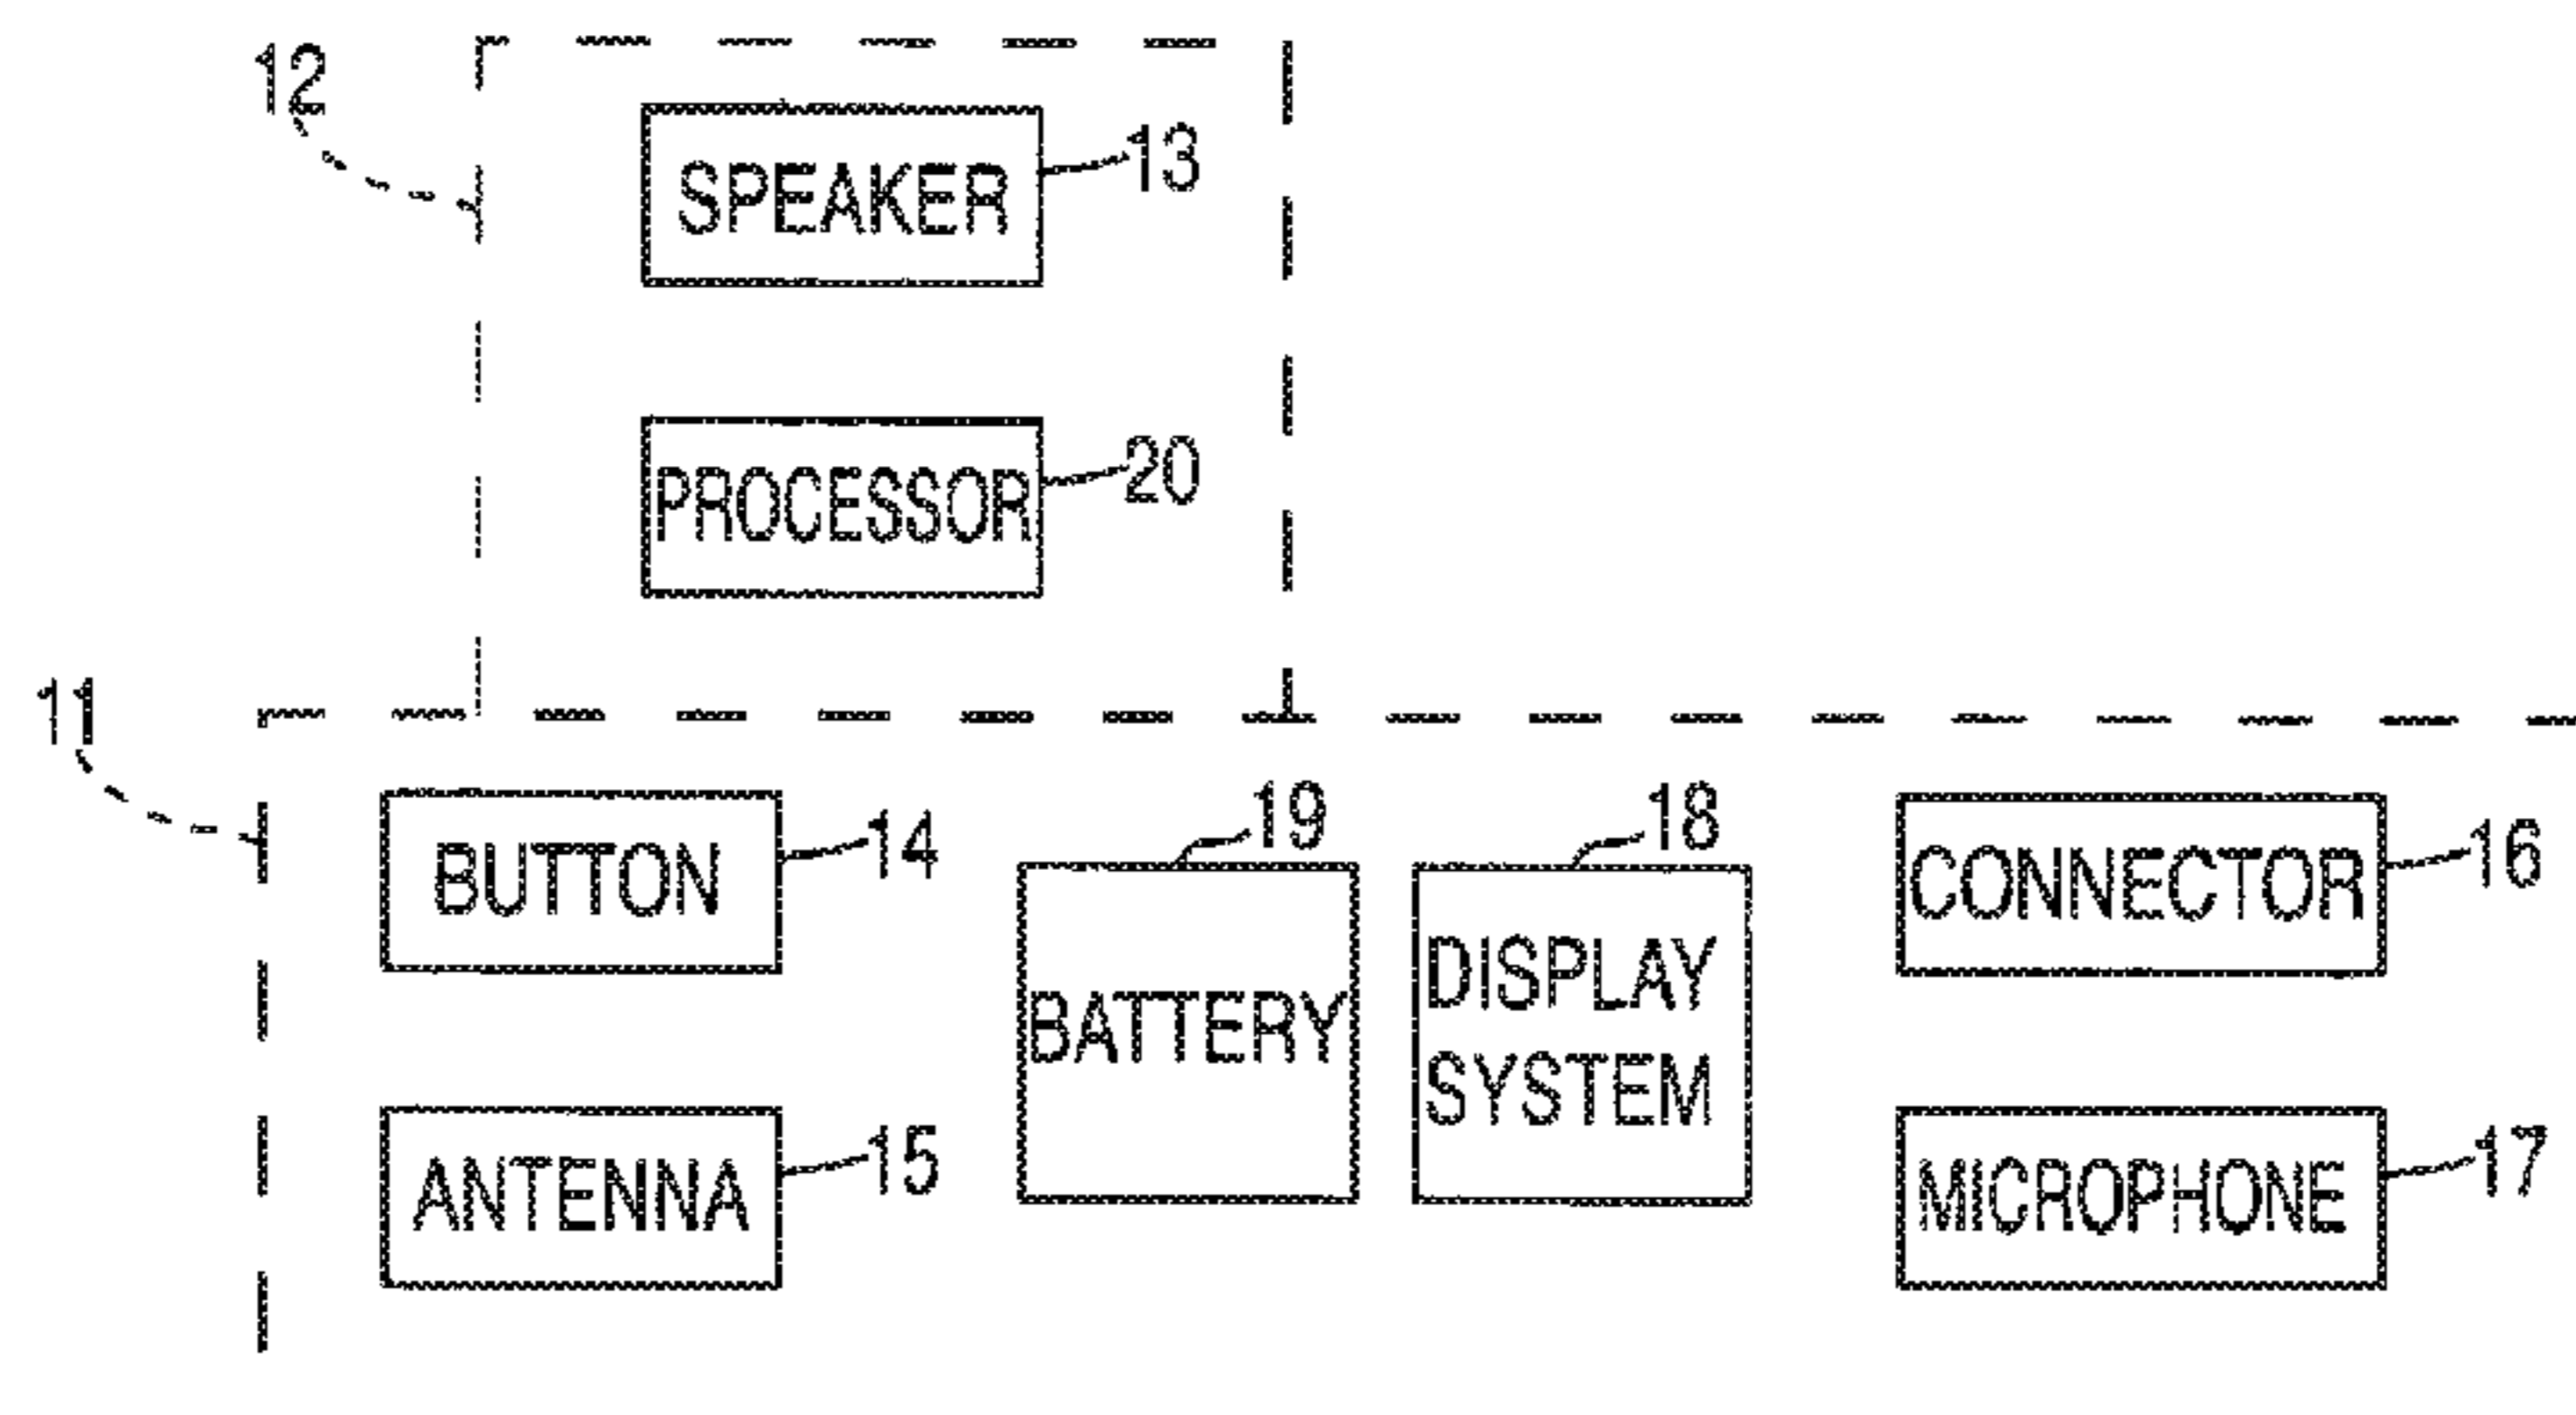 12
SPEAKER
13
PROCESSOR
20
11
BUTTON
14
19
BATTERY
18
DISPLAY
SYSTEM
CONNECTOR
16
ANTENNA
15
MICROPHONE
17